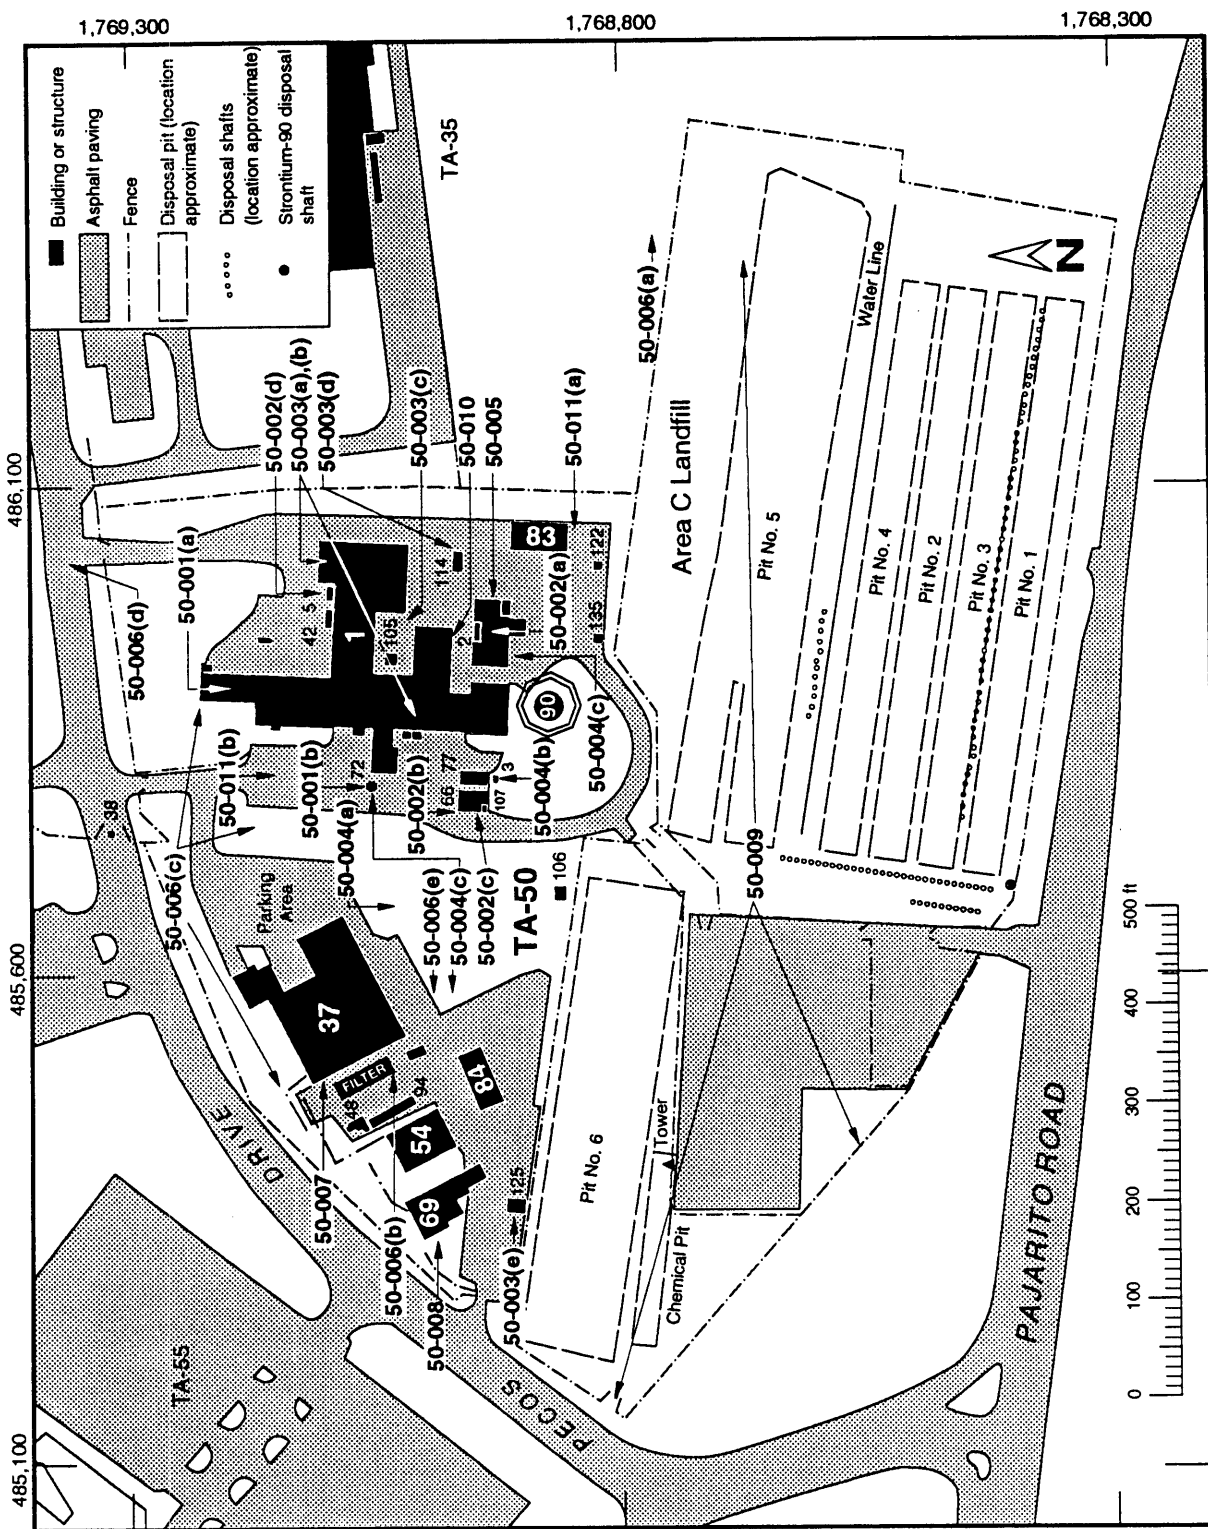 1,769,300
1,768,800
1,768,300
486,100
485,600
485,100
Building or structure
Asphalt paving
Fence
Disposal pit (location
approximate)
Disposal shafts
(location approximate)
Strontium-90 disposal
shaft
TA-35
N
50-006(d)
50-001(a)
50-002(d)
50-003(a),(b)
50-003(d)
50-003(c)
50-010
50-005
50-011(a)
50-006(a)
42
5
1
105
114
2
83
122
135
50-002(a)
90
50-004(c)
50-004(b)
3
77
66
107
72
50-002(b)
50-001(b)
50-011(b)
50-004(a)
50-006(c)
38
Parking
Area
50-006(e)
50-004(c)
50-002(c)
TA-50
106
37
FILTER
48
94
84
54
69
125
50-007
50-006(b)
50-008
50-003(e)
TA-55
PECOS
DRIVE
Area C Landfill
Pit No. 5
Water Line
Pit No. 4
Pit No. 2
Pit No. 3
Pit No. 1
50-009
Pit No. 6
Tower
Chemical Pit
PAJARITO ROAD
0
100
200
300
400
500 ft